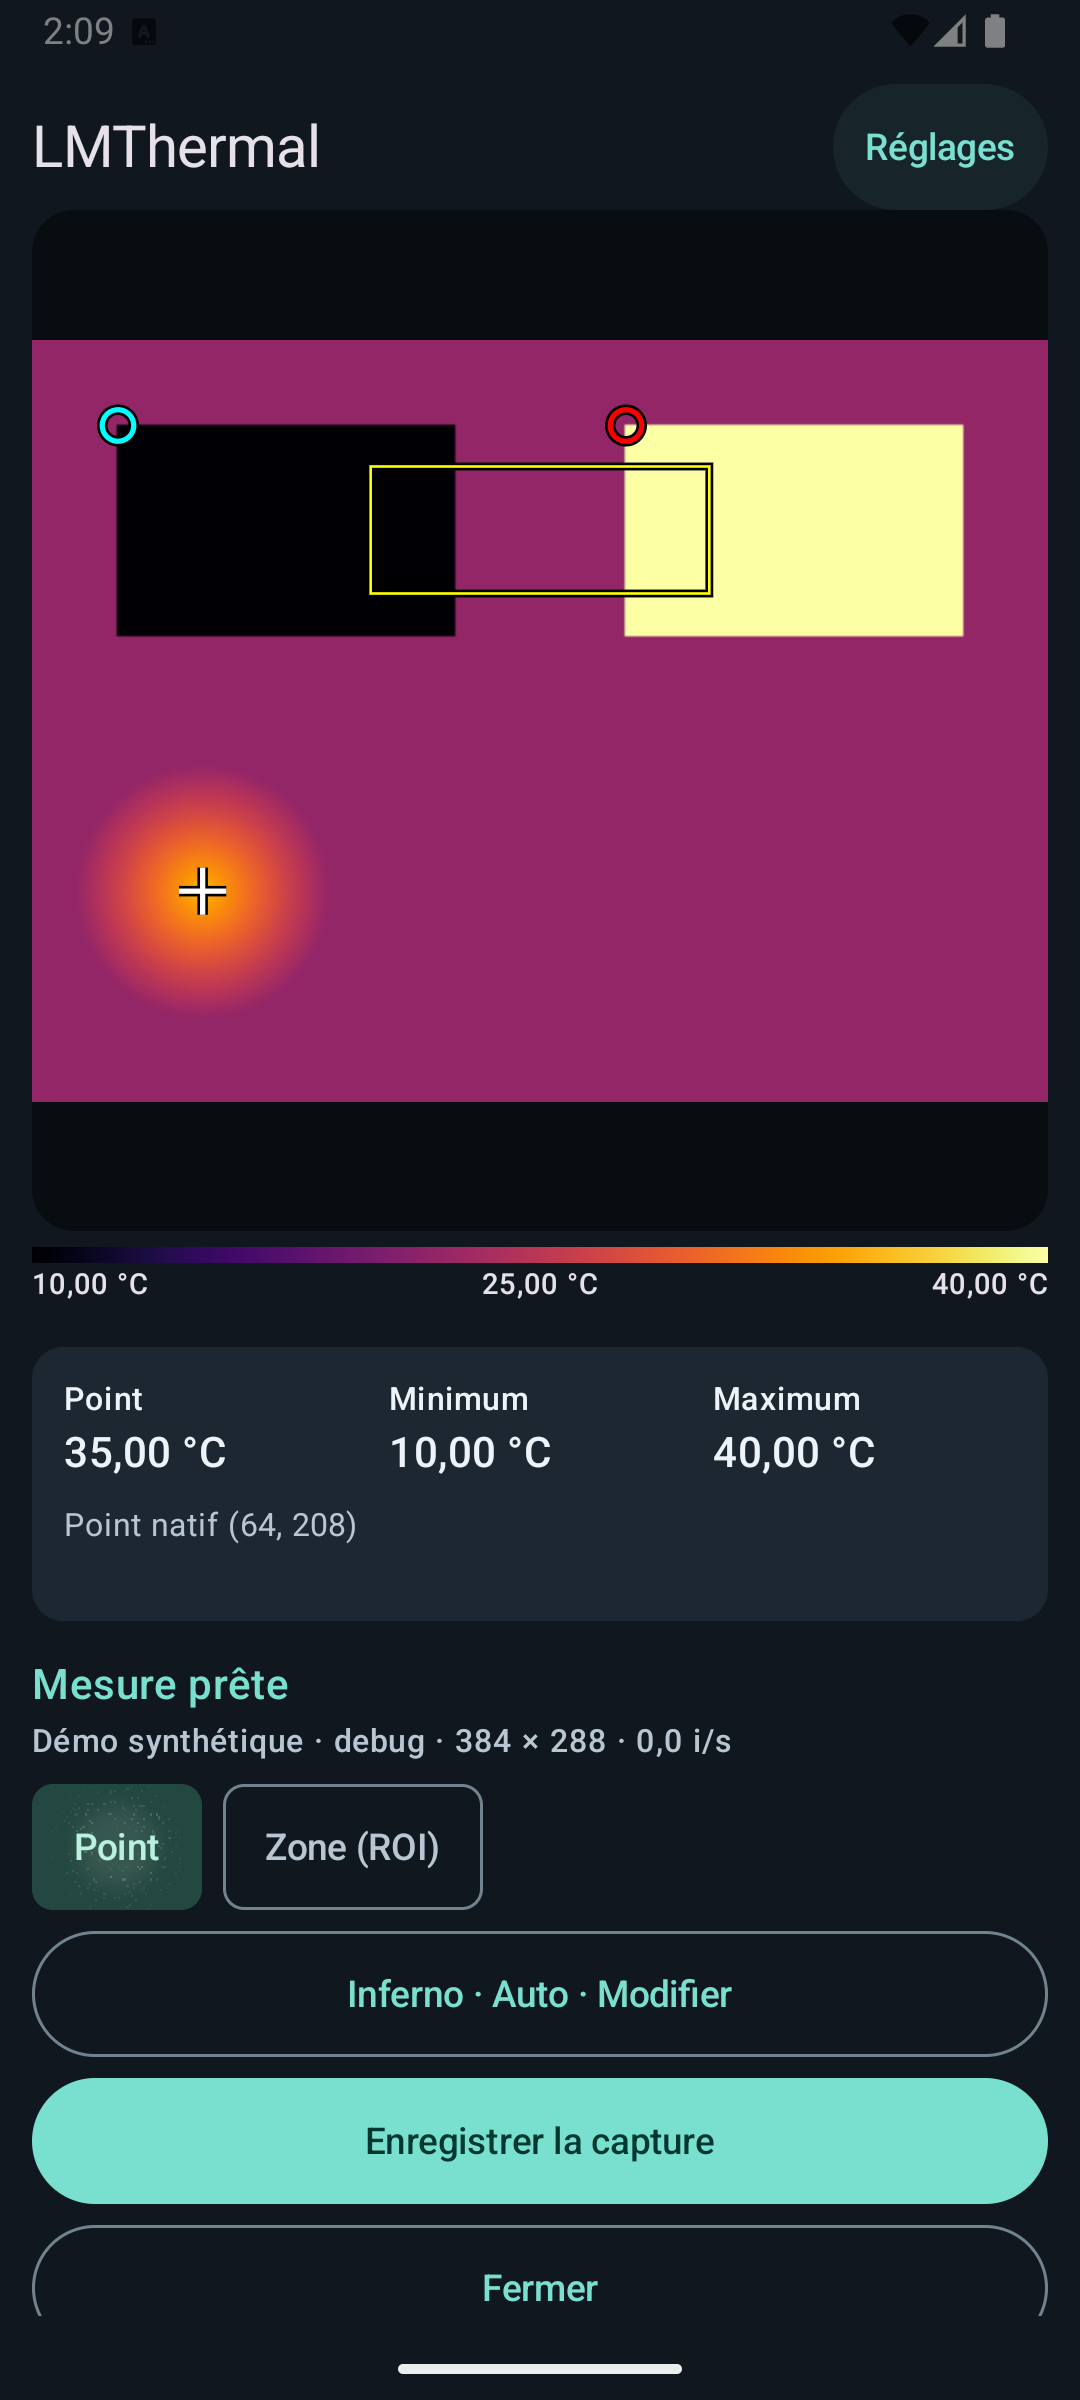 2:09
LMThermal
Réglages
10,00 °C 25,00 °C 40,00 °C
Point Minimum Maximum
35,00 °C 10,00 °C 40,00 °C
Point natif (64, 208)
Mesure prête
Démo synthétique · debug · 384 × 288 · 0,0 i/s
Point Zone (ROI)
Inferno · Auto · Modifier
Enregistrer la capture
Fermer